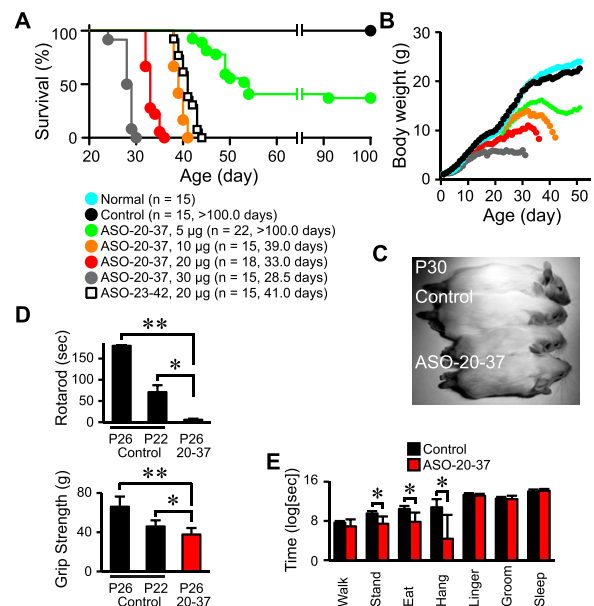 A
Survival (%)
100
50
0
20 30 40 50 60 90 100
Age (day)
Normal (n = 15)
Control (n = 15, >100.0 days)
ASO-20-37, 5 µg (n = 22, >100.0 days)
ASO-20-37, 10 µg (n = 15, 39.0 days)
ASO-20-37, 20 µg (n = 18, 33.0 days)
ASO-20-37, 30 µg (n = 15, 28.5 days)
ASO-23-42, 20 µg (n = 15, 41.0 days)
B
Body weight (g)
30
20
10
0
0 10 20 30 40 50
Age (day)
C
P30
Control
ASO-20-37
D
Rotarod (sec)
150
100
50
0
**
*
P26 P22 P26
Control 20-37
Grip Strength (g)
80
40
0
**
*
P26 P22 P26
Control 20-37
E
Control
ASO-20-37
Time (log[sec])
16
8
0
* * *
Walk
Stand
Eat
Hang
Linger
Groom
Sleep